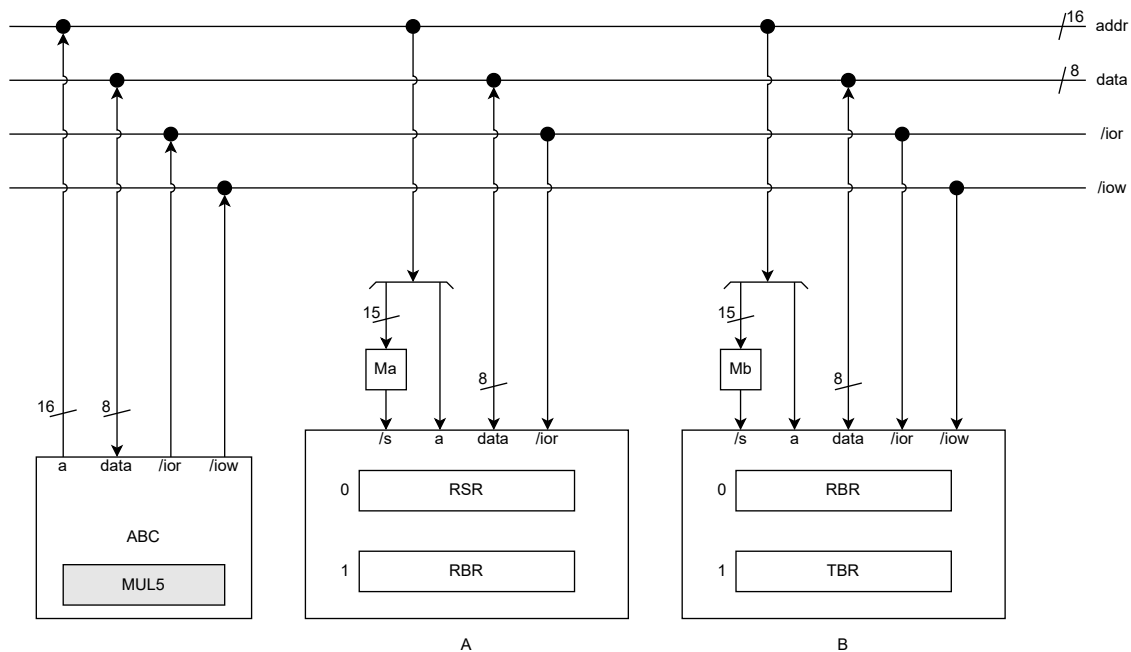 16
addr
8
data
/ior
/iow
15
15
Ma
Mb
16
8
8
8
/s
a
data
/ior
/s
a
data
/ior
/iow
a
data
/ior
/iow
0
RSR
0
RBR
ABC
MUL5
1
RBR
1
TBR
A
B